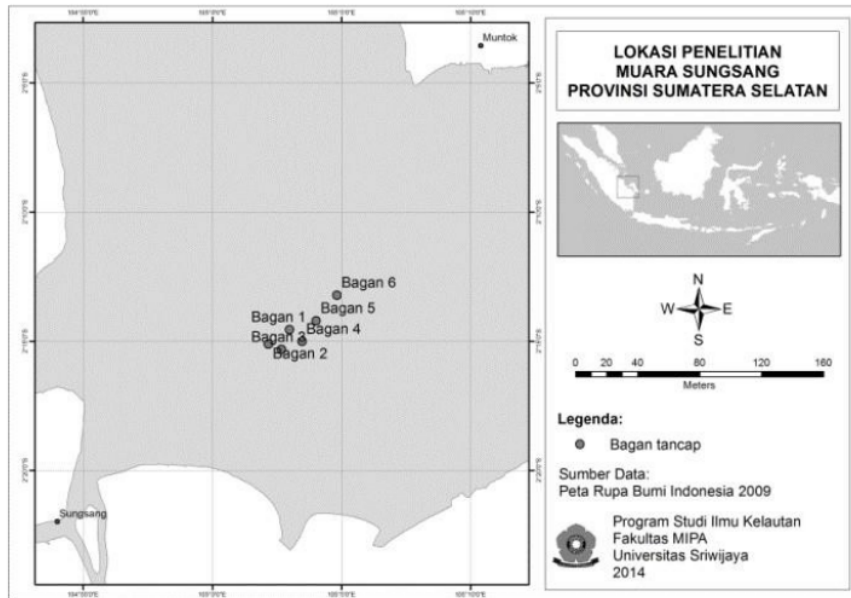 Muntok
Bagan 6
Bagan 5
Bagan 1
Bagan 4
Bagan 3
Bagan 2
Sungsang
LOKASI PENELITIAN
MUARA SUNGSANG
PROVINSI SUMATERA SELATAN
N
W E
S
0 10 20 40 80 120 160
Meters
Legenda:
Bagan tancap
Sumber Data:
Peta Rupa Bumi Indonesia 2009
Program Studi Ilmu Kelautan
Fakultas MIPA
Universitas Sriwijaya
2014